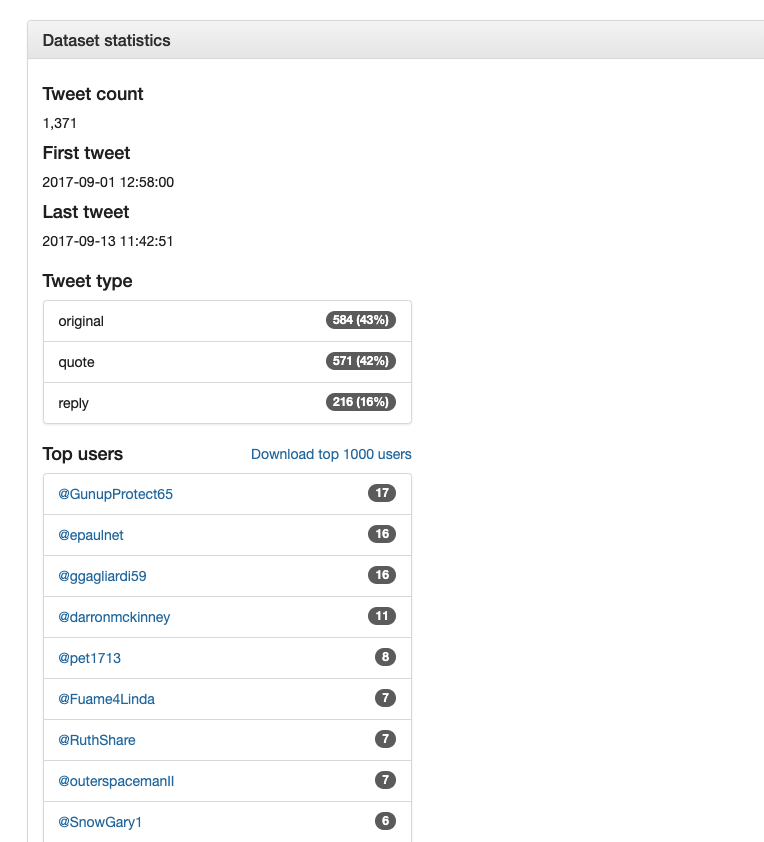 Dataset statistics
Tweet count
1,371
First tweet
2017-09-01 12:58:00
Last tweet
2017-09-13 11:42:51
Tweet type
original 584 (43%)
quote 571 (42%)
reply 216 (16%)
Top users Download top 1000 users
@GunupProtect65 17
@epaulnet 16
@ggagliardi59 16
@darronmckinney 11
@pet1713 8
@Fuame4Linda 7
@RuthShare 7
@outerspacemanII 7
@SnowGary1 6